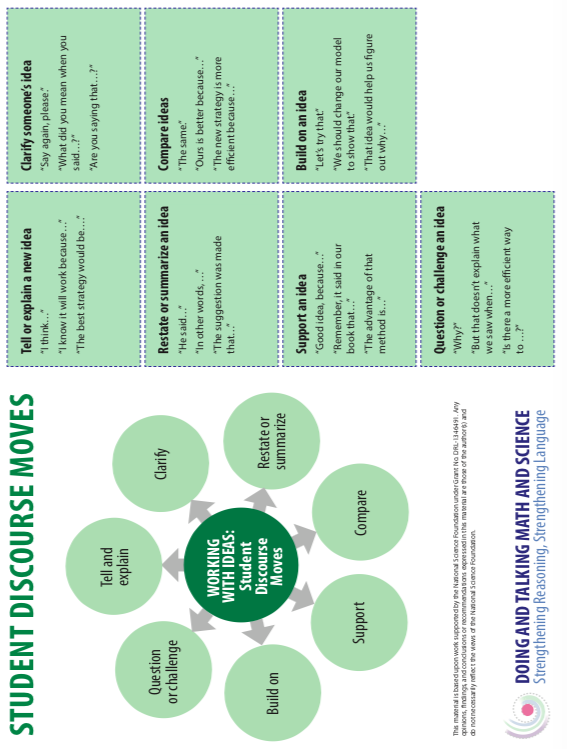 STUDENT DISCOURSE MOVES
Tell and
explain
Clarify
Restate or
summarize
Compare
Support
Build on
Question
or challenge
WORKING
WITH IDEAS:
Student
Discourse
Moves
Tell or explain a new idea
“I think…”
“I know it will work because…”
“The best strategy would be…”
Clarify someone’s idea
“Say again, please.”
“What did you mean when you
said…?”
“Are you saying that…?”
Restate or summarize an idea
“He said…”
“In other words, …”
“The suggestion was made
that…”
Compare ideas
“The same.”
“Ours is better because…”
“The new strategy is more
efficient because…”
Support an idea
“Good idea, because…”
“Remember, it said in our
book that…”
“The advantage of that
method is…”
Build on an idea
“Let’s try that.”
“We should change our model
to show that.”
“That idea would help us figure
out why…”
Question or challenge an idea
“Why?”
“But that doesn’t explain what
we saw when…”
“Is there a more efficient way
to …?”
This material is based upon work supported by the National Science Foundation under Grant No. DRL-1346491. Any
opinions, findings, and conclusions or recommendations expressed in this material are those of the author(s) and
do not necessarily reflect the views of the National Science Foundation.
DOING AND TALKING MATH AND SCIENCE
Strengthening Reasoning, Strengthening Language